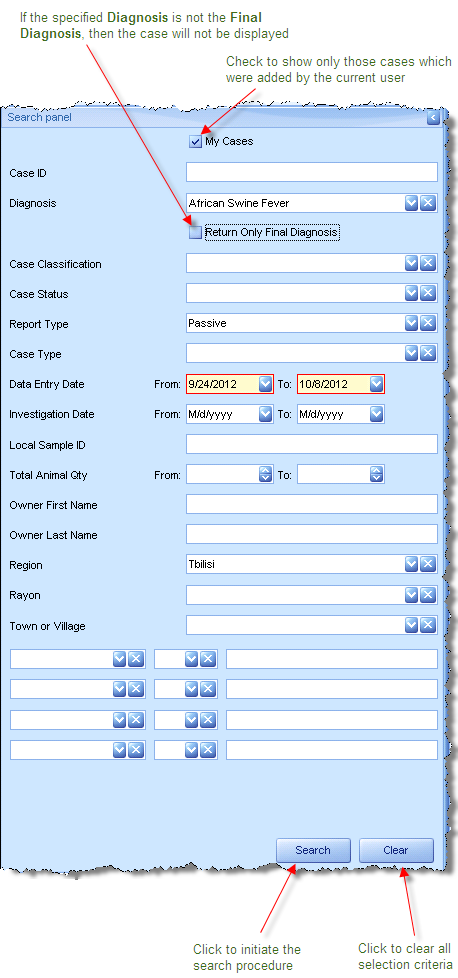 If the specified Diagnosis is not the Final
Diagnosis, then the case will not be displayed
Check to show only those cases which
were added by the current user
Search panel
My Cases
Case ID
Diagnosis African Swine Fever
Return Only Final Diagnosis
Case Classification
Case Status
Report Type Passive
Case Type
Data Entry Date From: 9/24/2012 To: 10/8/2012
Investigation Date From: M/d/yyyy To: M/d/yyyy
Local Sample ID
Total Animal Qty From: To:
Owner First Name
Owner Last Name
Region Tbilisi
Rayon
Town or Village
Search Clear
Click to initiate the
search procedure
Click to clear all
selection criteria